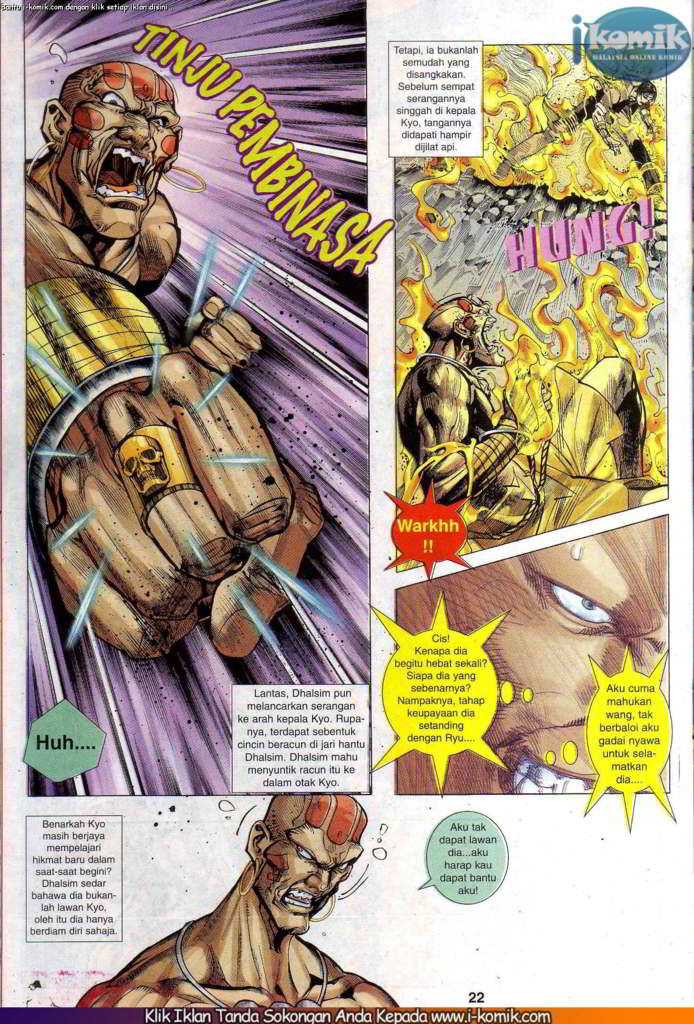 Bantu i-komik.com dengan klik setiap iklan disini
ikomik
MALAYSIA ONLINE KOMIK
TINJU PEMBINASA
Tetapi, ia bukanlah
semudah yang
disangkakan.
Sebelum sempat
serangannya
singgah di kepala
Kyo, tangannya
didapati hampir
dijilat api.
HUNG!
Warkhh
!!
Huh....
Lantas, Dhalsim pun
melancarkan serangan
ke arah kepala Kyo. Rupa-
nya, terdapat sebentuk
cincin beracun di jari hantu
Dhalsim. Dhalsim mahu
menyuntik racun itu ke
dalam otak Kyo.
Cis!
Kenapa dia
begitu hebat sekali?
Siapa dia yang
sebenarnya?
Nampaknya, tahap
keupayaan dia
setanding
dengan Ryu....
Aku cuma
mahukan
wang, tak
berbaloi aku
gadai nyawa
untuk sela-
matkan
dia....
Benarkah Kyo
masih berjaya
mempelajari
hikmat baru dalam
saat-saat begini?
Dhalsim sedar
bahawa dia bukan-
lah lawan Kyo,
oleh itu dia hanya
berdiam diri sahaja.
Aku tak
dapat lawan
dia...aku
harap kau
dapat bantu
aku!
22
Klik Iklan Tanda Sokongan Anda Kepada www.i-komik.com